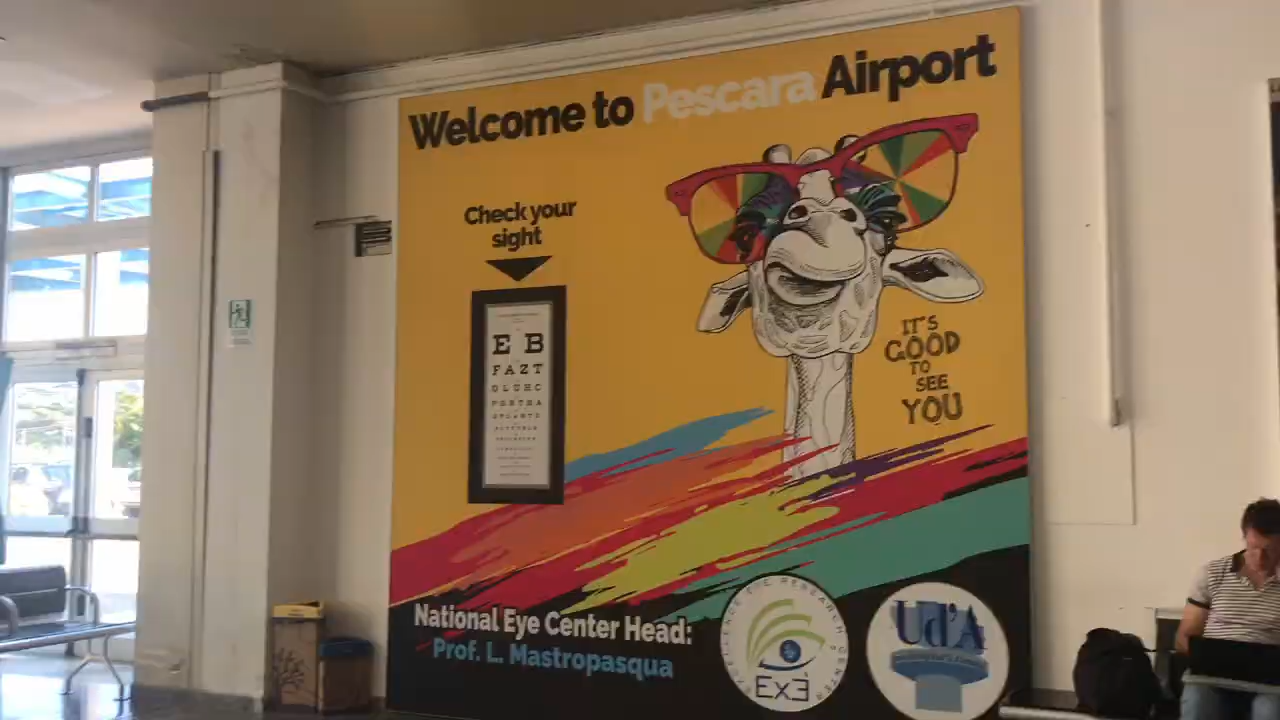 Welcome to Pescara Airport
Check your
sight
E B
FAZT
IT'S
GOOD
TO
SEE
YOU
National Eye Center Head:
Prof. L. Mastropasqua
ExE
Ud'A